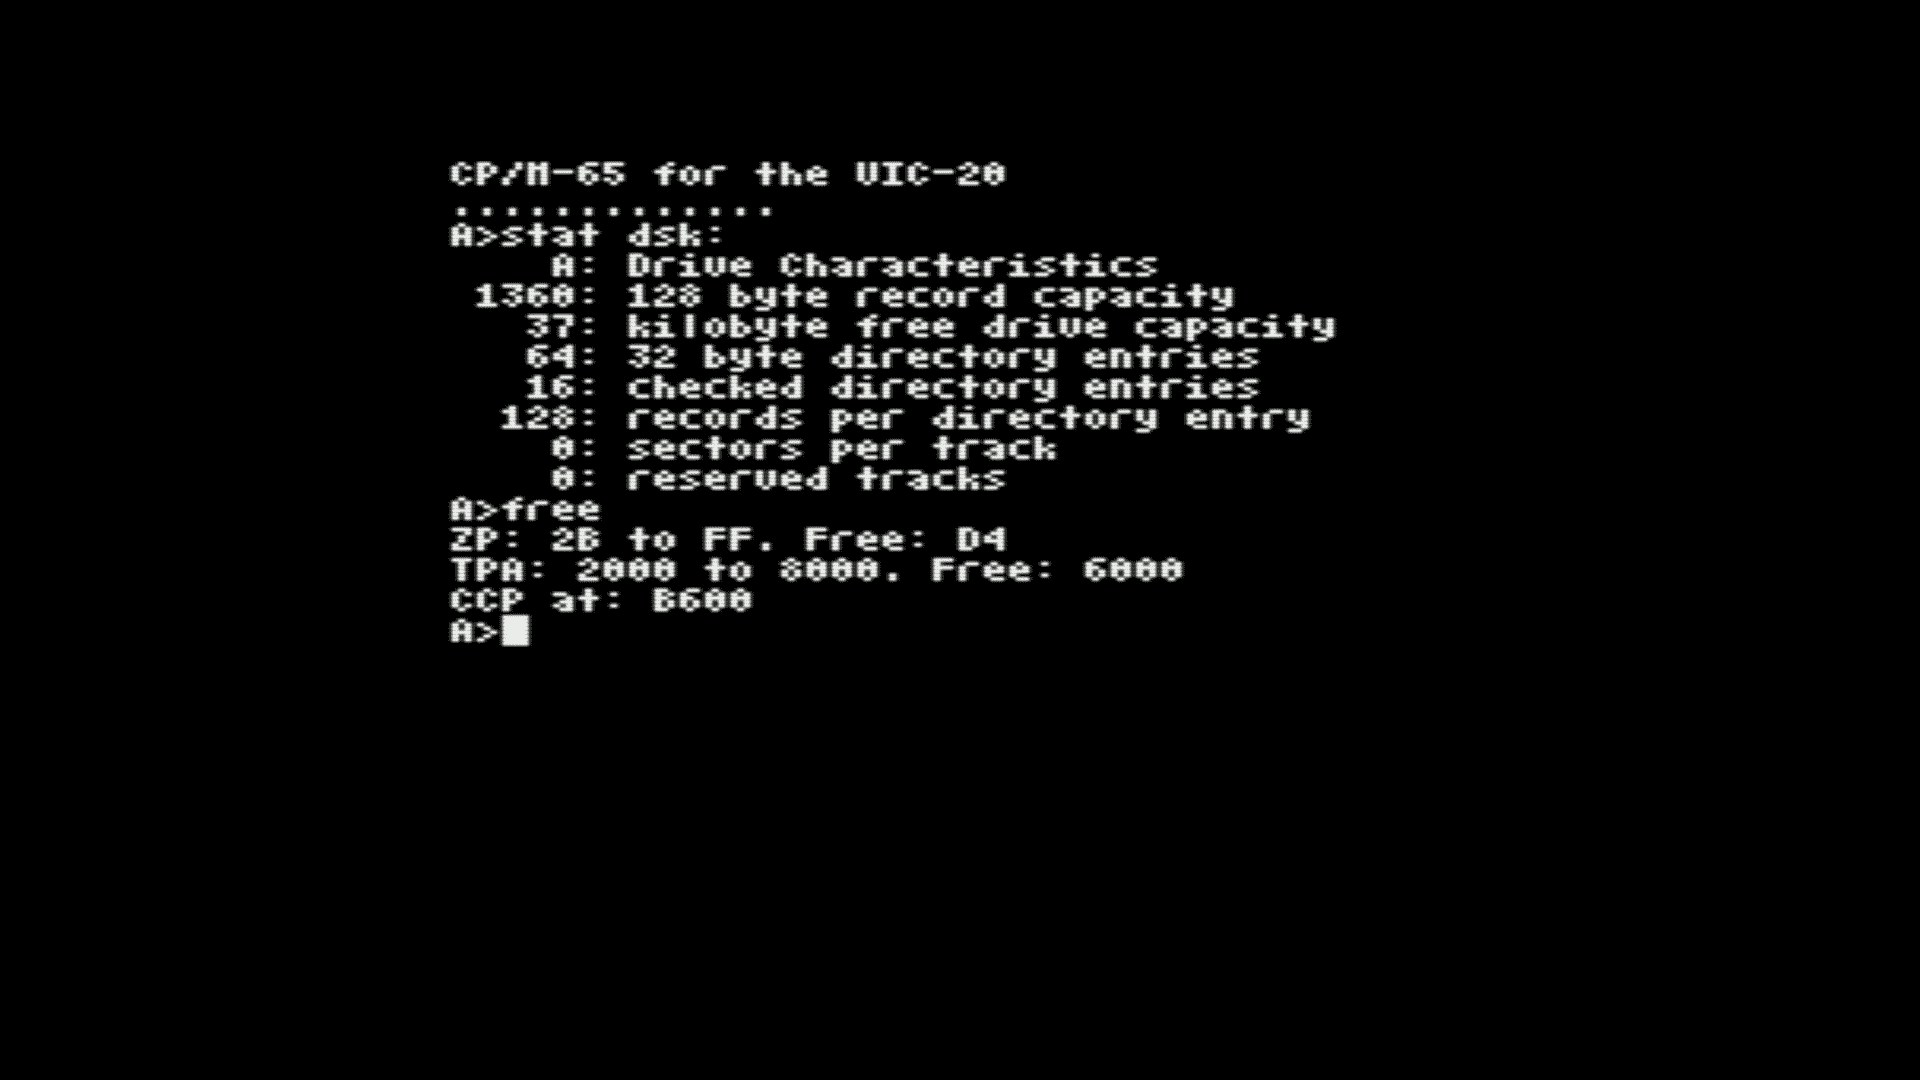 CP/M-65 for the VIC-20
.............
A>stat dsk:
A: Drive Characteristics
1360: 128 byte record capacity
37: kilobyte free drive capacity
64: 32 byte directory entries
16: checked directory entries
128: records per directory entry
0: sectors per track
0: reserved tracks
A>free
ZP: 2B to FF. Free: D4
TPA: 2000 to 8000. Free: 6000
CCP at: B600
A>